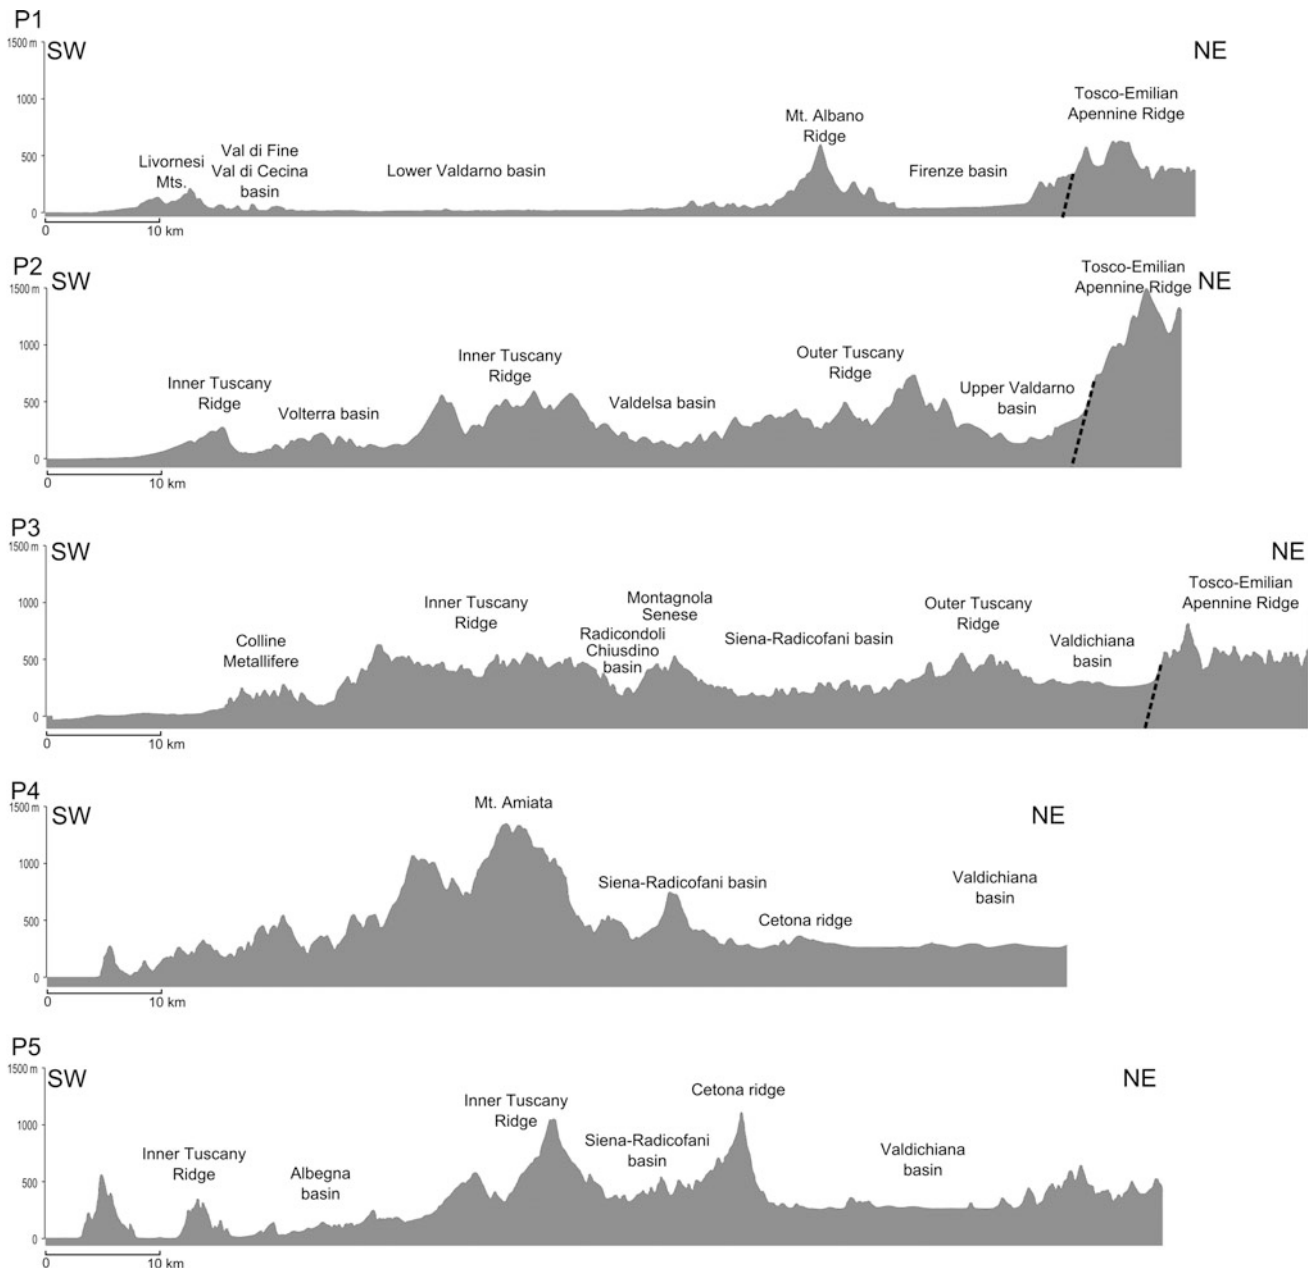 P1
1500 m
SW
NE
1000
500
0
Livornesi
Mts.
Val di Fine
Val di Cecina
basin
Lower Valdarno basin
Mt. Albano
Ridge
Firenze basin
Tosco-Emilian
Apennine Ridge
0
10 km
P2
1500 m
SW
NE
1000
500
0
Inner Tuscany
Ridge
Volterra basin
Inner Tuscany
Ridge
Valdelsa basin
Outer Tuscany
Ridge
Upper Valdarno
basin
Tosco-Emilian
Apennine Ridge
0
10 km
P3
1500 m
SW
NE
1000
500
0
Colline
Metallifere
Inner Tuscany
Ridge
Radicondoli
Chiusdino
basin
Montagnola
Senese
Siena-Radicofani basin
Outer Tuscany
Ridge
Valdichiana
basin
Tosco-Emilian
Apennine Ridge
0
10 km
P4
1500 m
SW
NE
1000
500
0
Mt. Amiata
Siena-Radicofani basin
Cetona ridge
Valdichiana
basin
0
10 km
P5
1500 m
SW
NE
1000
500
0
Inner Tuscany
Ridge
Albegna
basin
Inner Tuscany
Ridge
Siena-Radicofani
basin
Cetona ridge
Valdichiana
basin
0
10 km